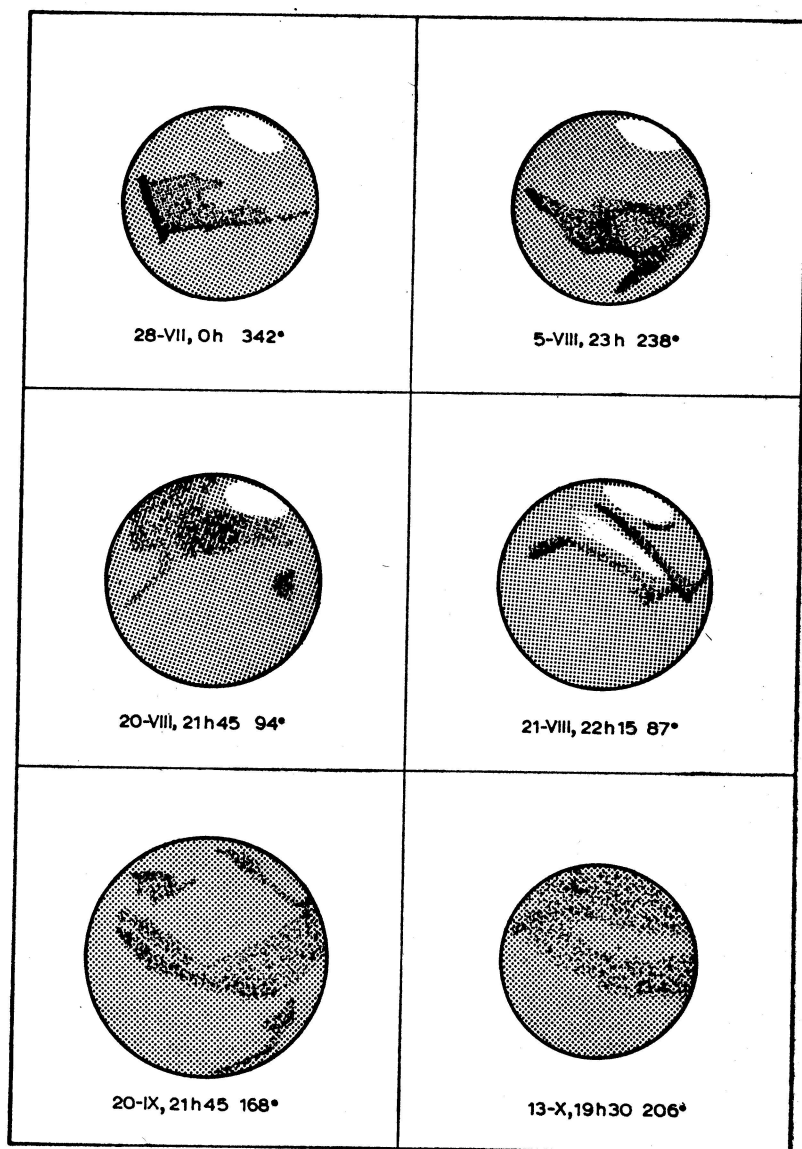 28-VII, 0h 342°
5-VIII, 23h 238°
20-VIII, 21h45 94°
21-VIII, 22h15 87°
20-IX, 21h45 168°
13-X, 19h30 206°